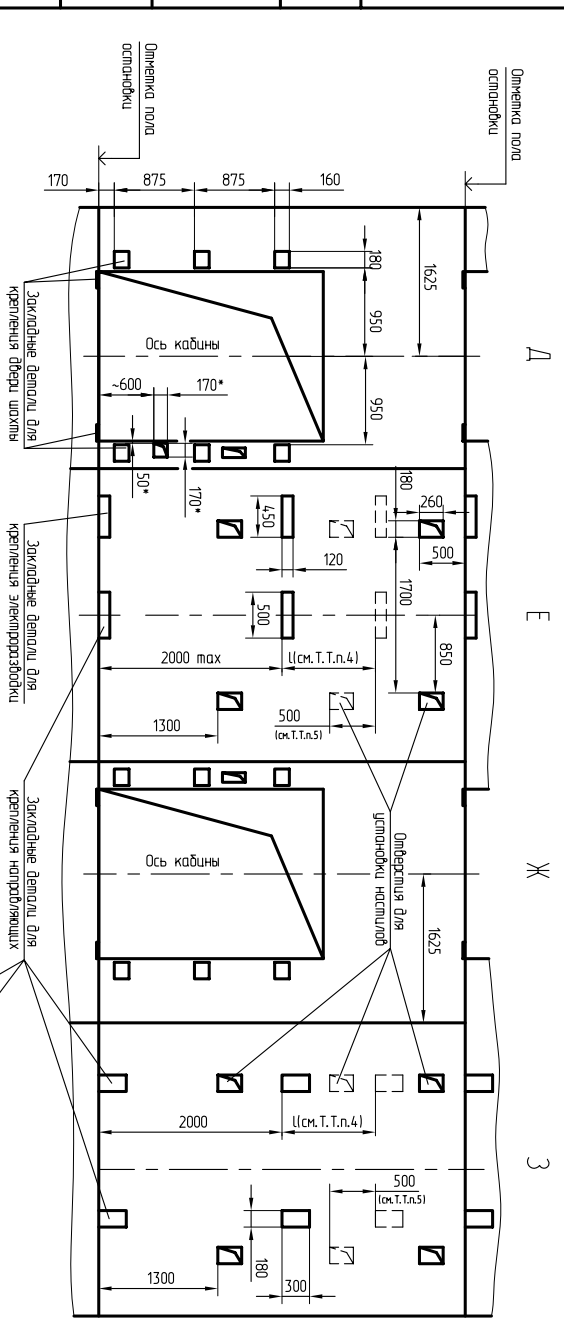 Отметка пола
остановки
Отметка пола
остановки
170
875
875
160
180
1625
950
950
Д
Ось кабины
~600
170*
50*
170*
Закладные детали для
крепления двери шахты
450
120
500
180
260
500
1700
850
Е
2000 max
l(см.Т.Т.п.4)
500
(см.Т.Т.п.5)
1300
Закладные детали для
крепления электроразводки
Отверстия для
установки настилов
Ось кабины
1625
Ж
Закладные детали для
крепления направляющих
2000
l(см.Т.Т.п.4)
500
(см.Т.Т.п.5)
1300
180
300
З